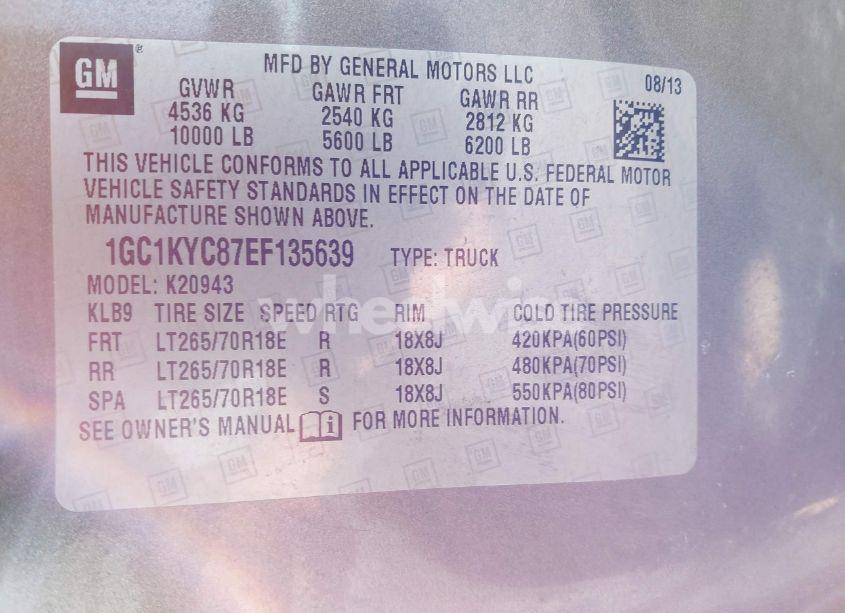 GM ®
MFD BY GENERAL MOTORS LLC
08/13
GVWR GAWR FRT GAWR RR
4536 KG 2540 KG 2812 KG
10000 LB 5600 LB 6200 LB
THIS VEHICLE CONFORMS TO ALL APPLICABLE U.S. FEDERAL MOTOR
VEHICLE SAFETY STANDARDS IN EFFECT ON THE DATE OF
MANUFACTURE SHOWN ABOVE.
1GC1KYC87EF135639 TYPE: TRUCK
MODEL: K20943
KLB9 TIRE SIZE SPEED RTG RIM COLD TIRE PRESSURE
FRT LT265/70R18E R 18X8J 420KPA(60PSI)
RR LT265/70R18E R 18X8J 480KPA(70PSI)
SPA LT265/70R18E S 18X8J 550KPA(80PSI)
SEE OWNER'S MANUAL FOR MORE INFORMATION.